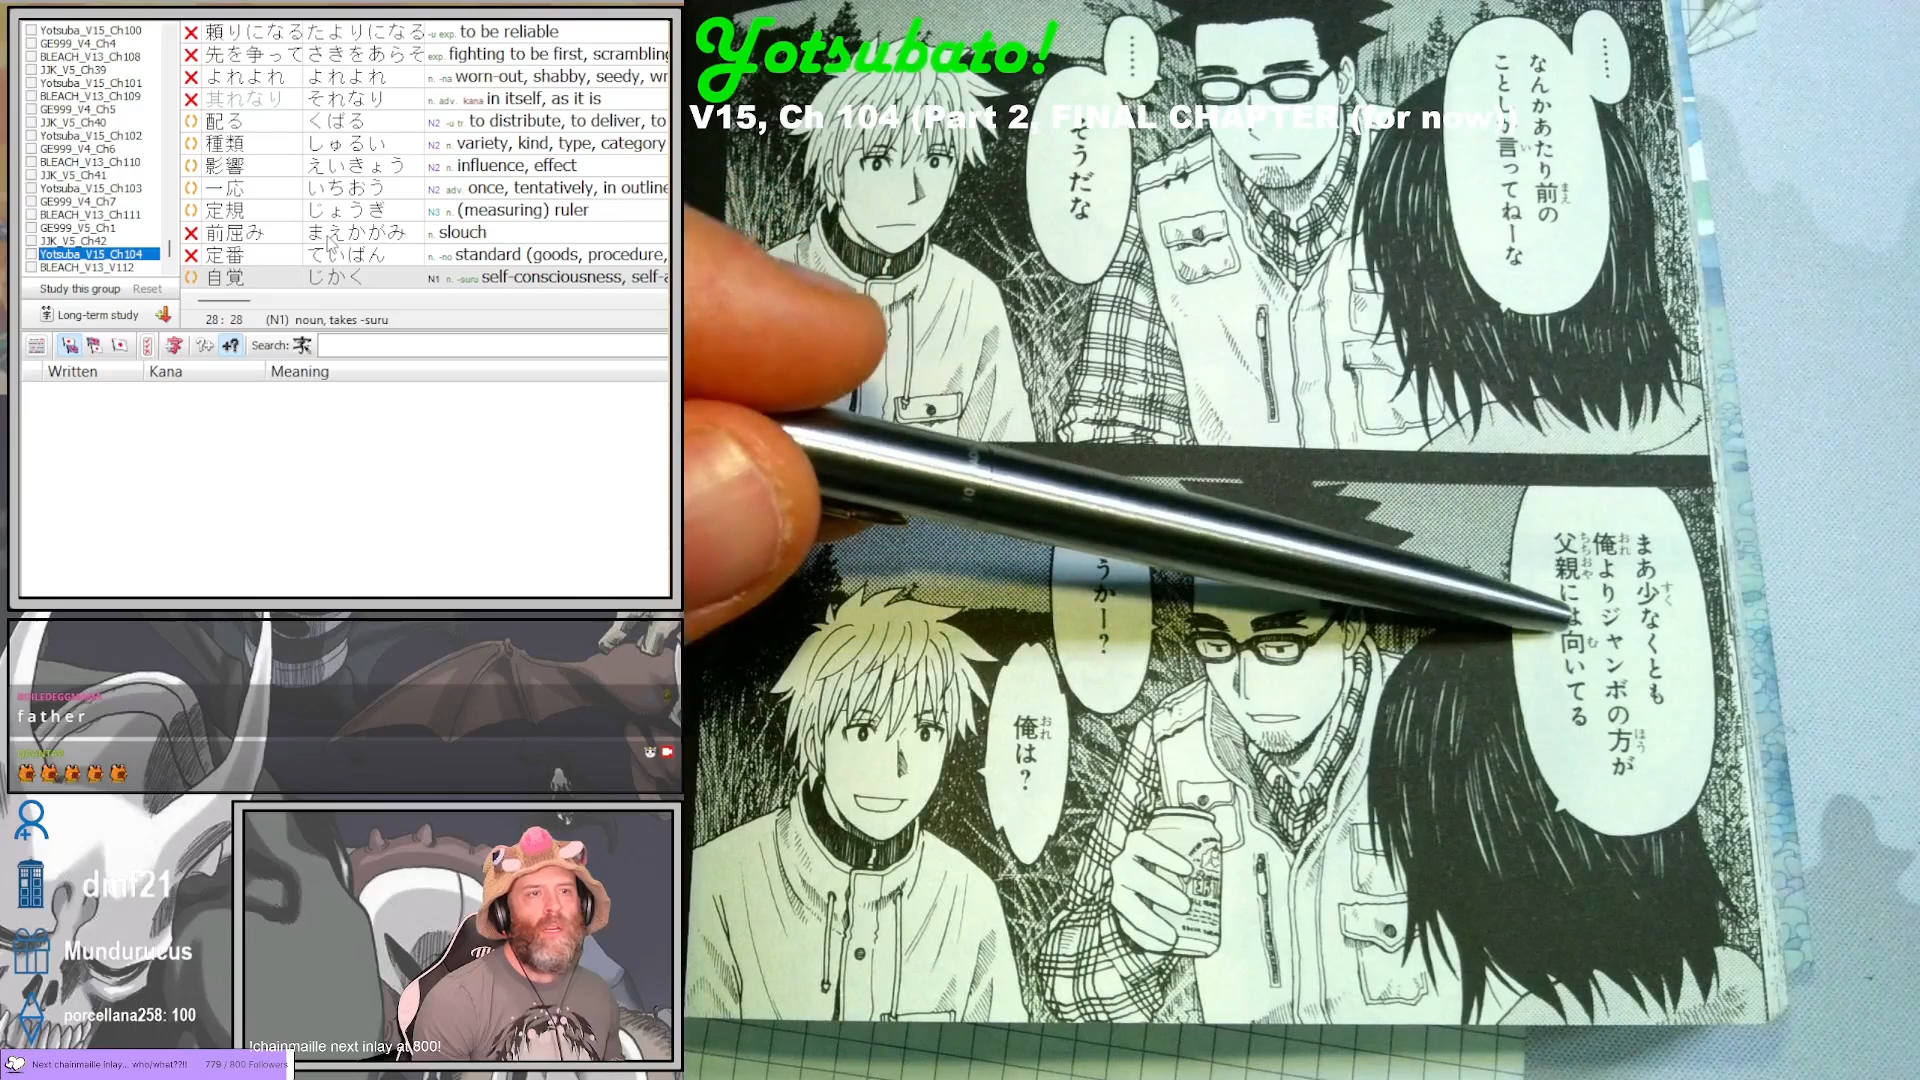 Yotsuba_V15_Ch100
GE999_V4_Ch4
BLEACH_V13_Ch108
JJK_V5_Ch39
Yotsuba_V15_Ch101
BLEACH_V13_Ch109
GE999_V4_Ch5
JJK_V5_Ch40
Yotsuba_V15_Ch102
GE999_V4_Ch6
BLEACH_V13_Ch110
JJK_V5_Ch41
Yotsuba_V15_Ch103
GE999_V4_Ch7
BLEACH_V13_Ch111
GE999_V5_Ch1
JJK_V5_Ch42
Yotsuba_V15_Ch104
BLEACH_V13_V112
Study this group Reset
Long-term study
頼りになる たよりになる -u exp. to be reliable
先を争って さきをあらそ exp. fighting to be first, scrambling
よれよれ よれよれ n. -na worn-out, shabby, seedy, wr
其れなり それなり n. adv. kana in itself, as it is
配る くばる N2 -u tr. to distribute, to deliver, to
種類 しゅるい N2 n. variety, kind, type, category
影響 えいきょう N2 n. influence, effect
一応 いちおう N2 adv. once, tentatively, in outline
定規 じょうぎ N3 n. (measuring) ruler
前屈み まえかがみ n. slouch
定番 ていばん n. -no standard (goods, procedure,
自覚 じかく N1 n. -suru self-consciousness, self-a
28: 28 (N1) noun, takes -suru
Search:
Written Kana Meaning
father
dmf21
Mundurucus
porcellana258: 100
!chainmaille next inlay at 800!
Next chainmaille inlay... who/what??!! 779 / 800 Followers
Yotsubato!
V15, Ch 104 (Part 2, FINAL CHAPTER (for now))
……
なんかあたり前の
ことしか言ってねーな
……
てうだな
まあ少なくとも
俺よりジャンボの方が
父親には向いてる
うかー?
俺は?